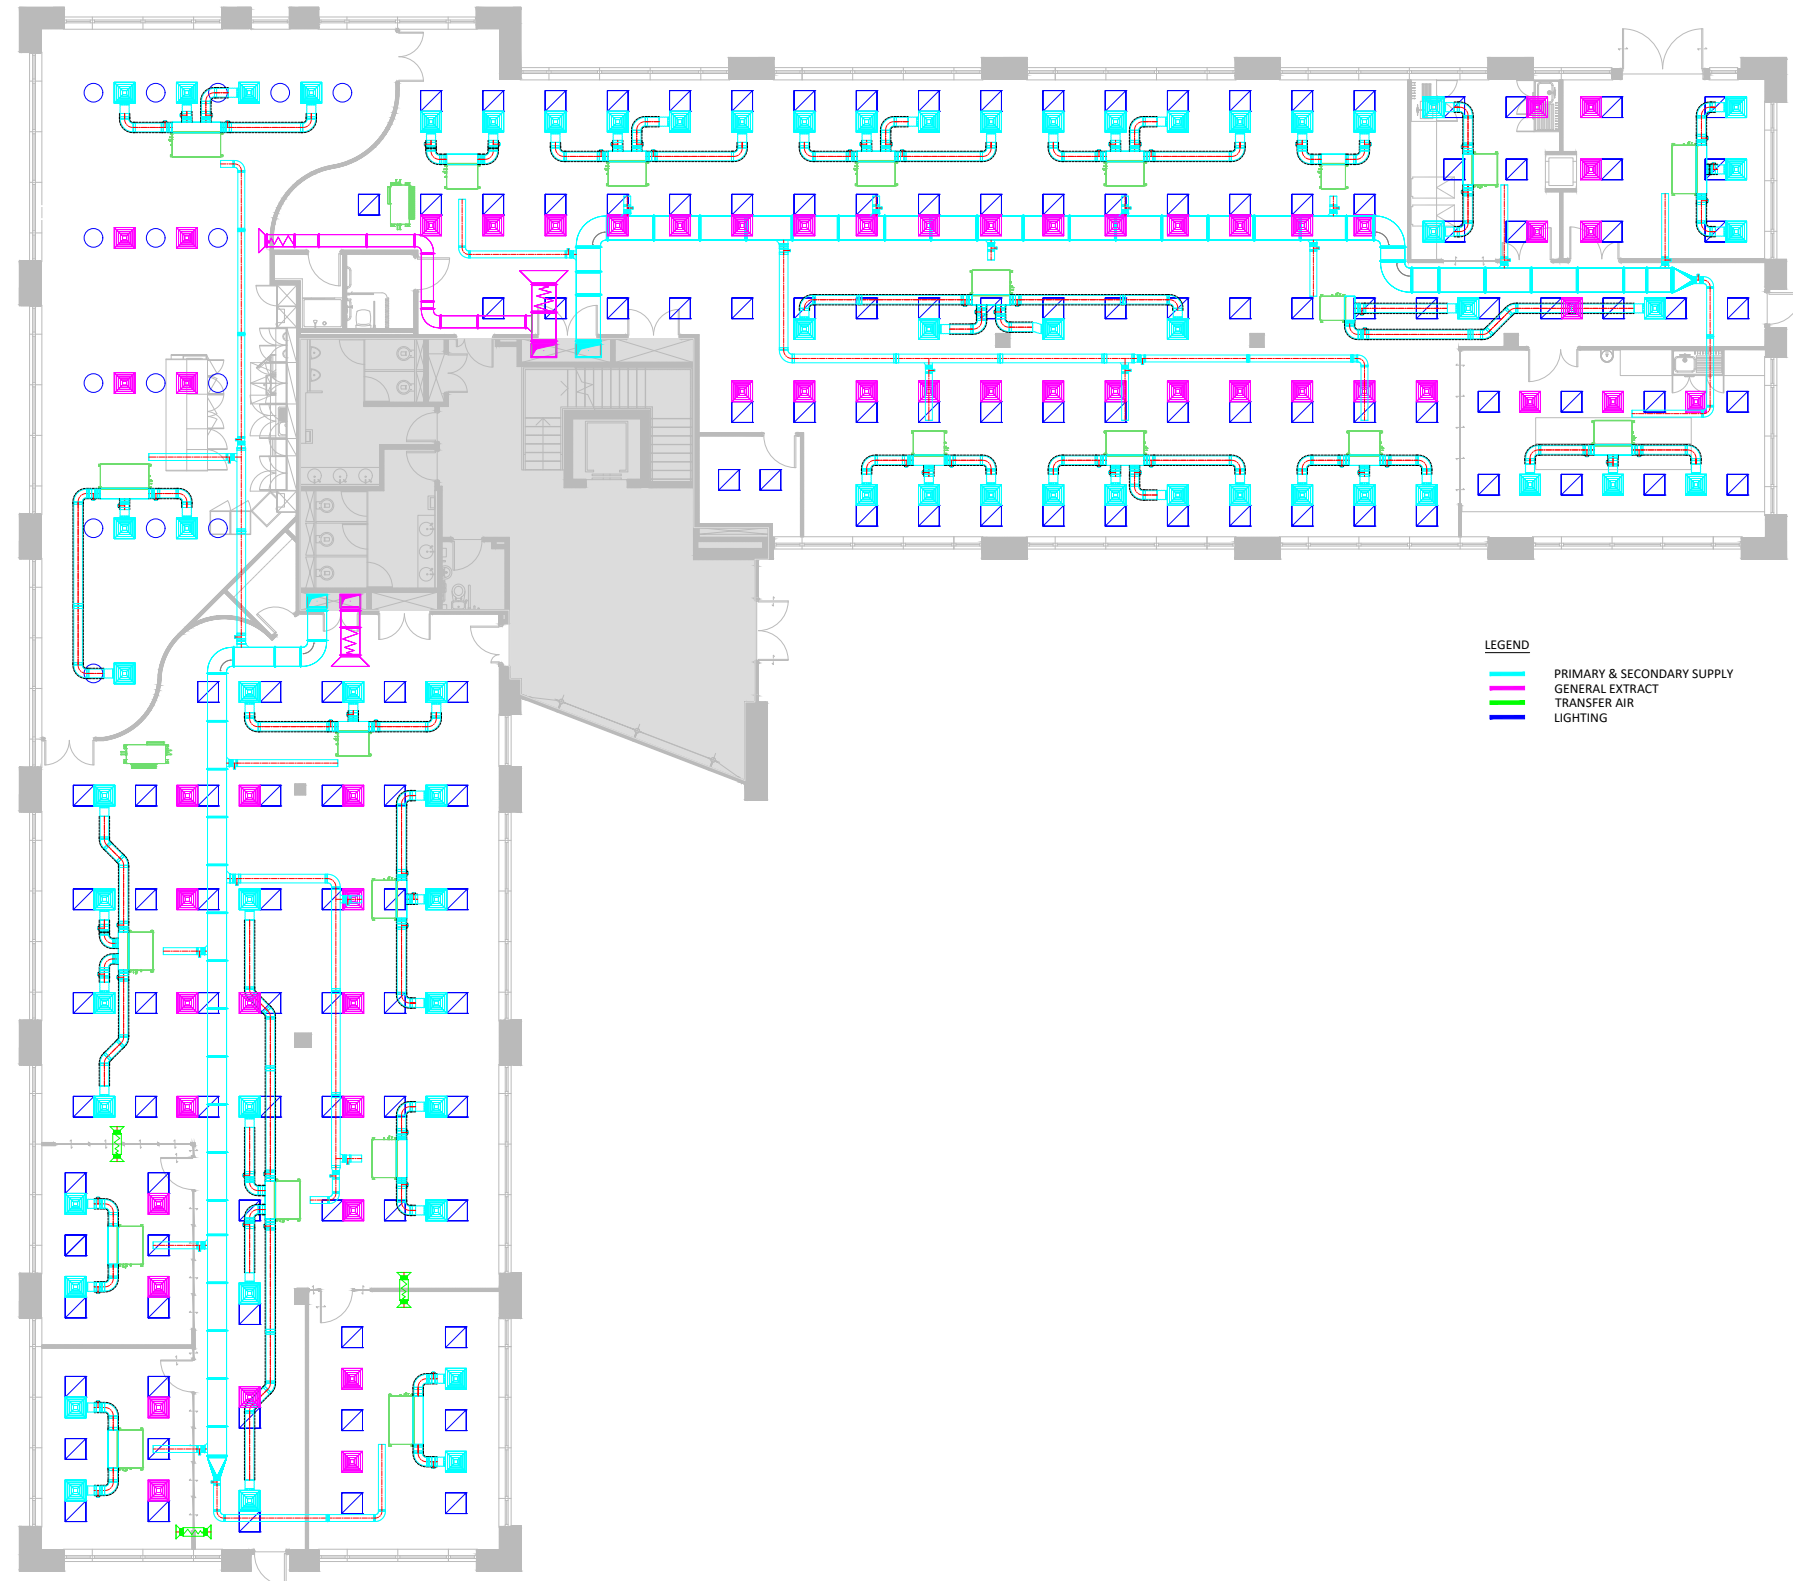 LEGEND
PRIMARY & SECONDARY SUPPLY
GENERAL EXTRACT
TRANSFER AIR
LIGHTING